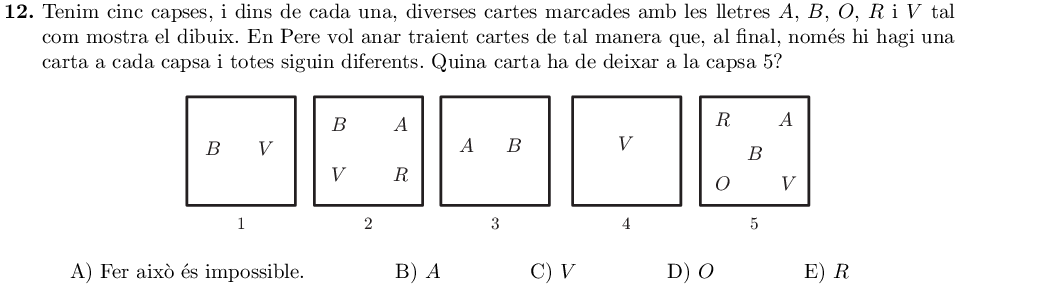 12. Tenim cinc capses, i dins de cada una, diverses cartes marcades amb les lletres A, B, O, R i V tal
com mostra el dibuix. En Pere vol anar traient cartes de tal manera que, al final, només hi hagi una
carta a cada capsa i totes siguin diferents. Quina carta ha de deixar a la capsa 5?
B V
B A
V R
A B
V
R A
B
O V
1 2 3 4 5
A) Fer això és impossible. B) A C) V D) O E) R